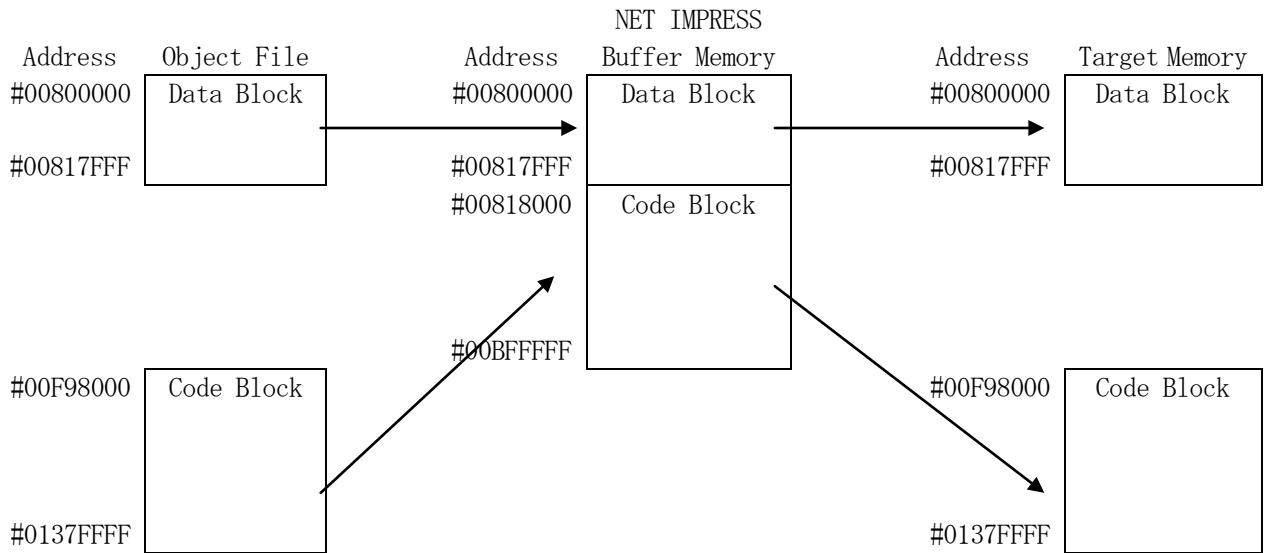 NET IMPRESS
Address Object File Address Buffer Memory Address Target Memory
#00800000 Data Block #00800000 Data Block #00800000 Data Block
#00817FFF #00817FFF #00817FFF
#00818000 Code Block
#00BFFFFF
#00F98000 Code Block #00F98000 Code Block
#0137FFFF #0137FFFF